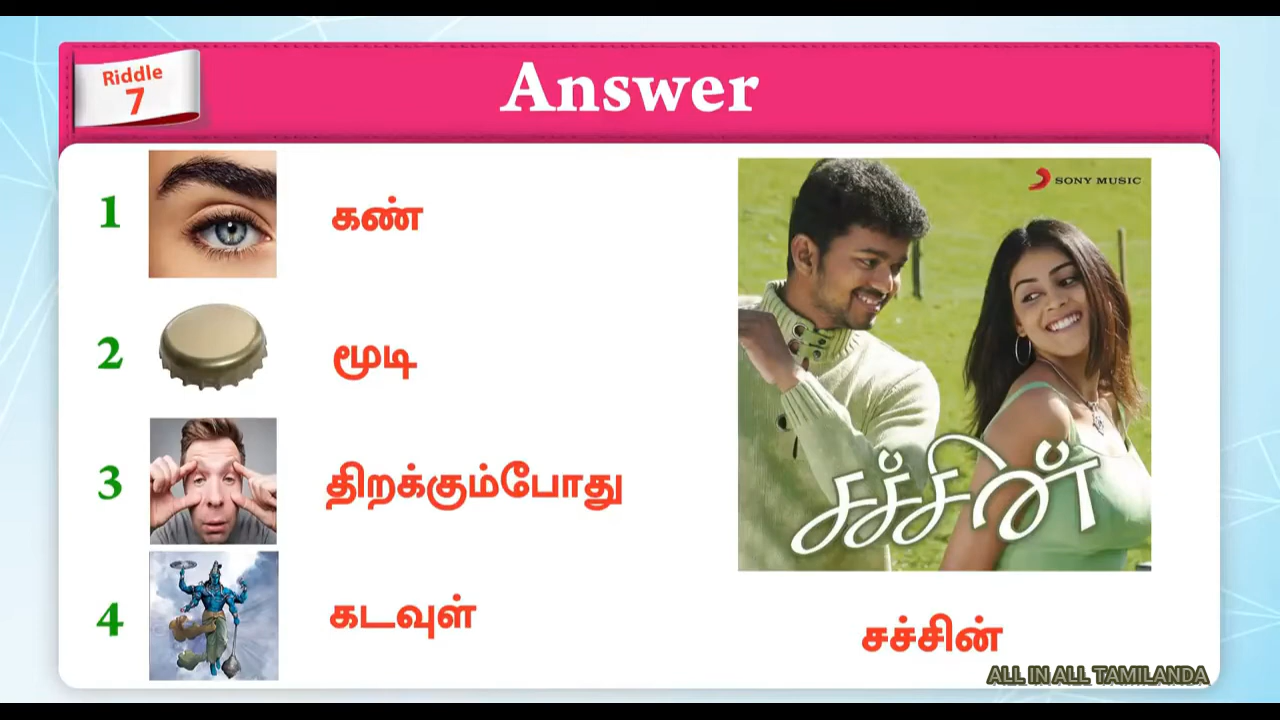 Riddle
7
Answer
1
கண்
2
மூடி
3
திறக்கும்போது
4
கடவுள்
SONY MUSIC
சச்சின்
சச்சின்
ALL IN ALL TAMILANDA